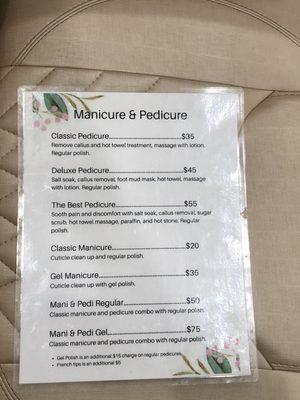 Manicure & Pedicure
Classic Pedicure.......................................$35
Remove callus and hot towel treatment, massage with lotion.
Regular polish.
Deluxe Pedicure.......................................$45
Salt soak, callus removal, foot mud mask, hot towel, massage
with lotion. Regular polish.
The Best Pedicure....................................$55
Sooth pain and discomfort with salt soak, callus removal, sugar
scrub, hot towel massage, paraffin, and hot stone. Regular
polish.
Classic Manicure.......................................$20
Cuticle clean up and regular polish.
Gel Manicure.............................................$35
Cuticle clean up with gel polish.
Mani & Pedi Regular..................................$50
Classic manicure and pedicure combo with regular polish.
Mani & Pedi Gel..........................................$75
Classic manicure and pedicure combo with regular polish.
• Gel Polish is an additional $15 charge on regular pedicures
• French tips is an additional $5